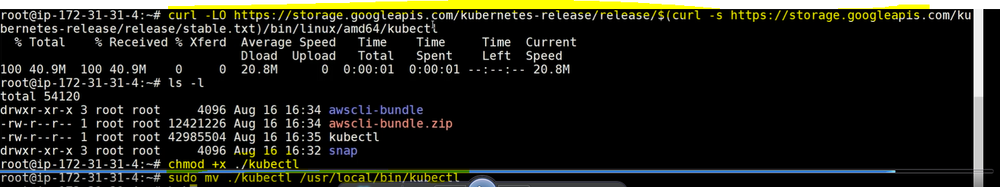 root@ip-172-31-31-4:~# curl -LO https://storage.googleapis.com/kubernetes-release/release/$(curl -s https://storage.googleapis.com/ku
bernetes-release/release/stable.txt)/bin/linux/amd64/kubectl
% Total % Received % Xferd Average Speed Time Time Time Current
Dload Upload Total Spent Left Speed
100 40.9M 100 40.9M 0 0 20.8M 0 0:00:01 0:00:01 --:--:-- 20.8M
root@ip-172-31-31-4:~# ls -l
total 54120
drwxr-xr-x 3 root root 4096 Aug 16 16:34 awscli-bundle
-rw-r--r-- 1 root root 12421226 Aug 16 16:34 awscli-bundle.zip
-rw-r--r-- 1 root root 42985504 Aug 16 16:35 kubectl
drwxr-xr-x 3 root root 4096 Aug 16 16:32 snap
root@ip-172-31-31-4:~# chmod +x ./kubectl
root@ip-172-31-31-4:~# sudo mv ./kubectl /usr/local/bin/kubectl